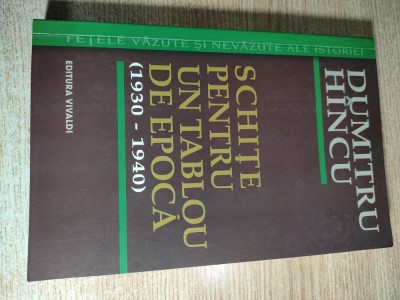 FEȚELE VĂZUTE ȘI NEVĂZUTE ALE ISTORIEI
DUMITRU
HÎNCU
SCHIȚE
PENTRU
UN TABLOU
DE EPOCĂ
(1930 - 1940)
EDITURA VIVALDI